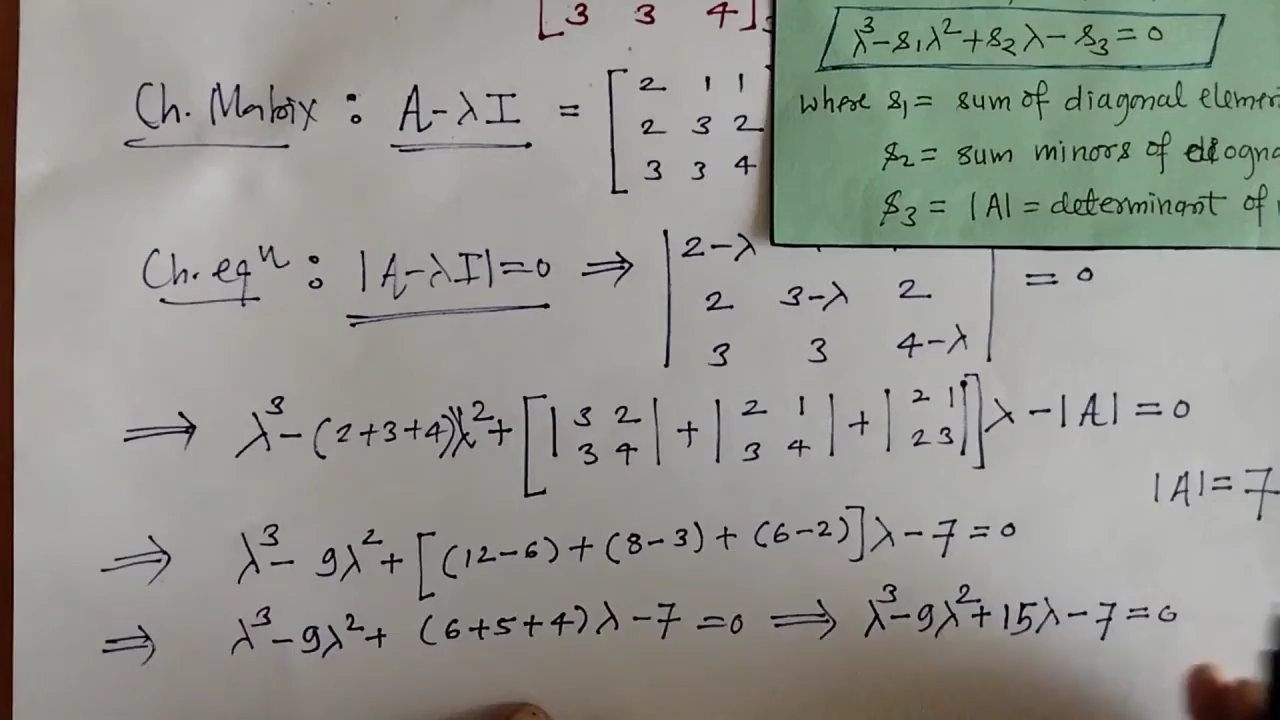 [3 3 4]
λ³-s₁λ²+s₂λ-s₃=0
where s₁= sum of diagonal
s₂= sum minors of
s₃= |A| = determinant of
Ch. Matrix : A-λI = [2 1 1
2 3 2
3 3 4
Ch.eqⁿ : |A-λI|=0 ⇒ |2-λ
2 3-λ 2
3 3 4-λ| = 0
⇒ λ³-(2+3+4)λ²+[|3 2; 3 4|+|2 1; 3 4|+|2 1; 2 3|]λ-|A|=0
|A|=7
⇒ λ³-9λ²+[(12-6)+(8-3)+(6-2)]λ-7=0
⇒ λ³-9λ²+(6+5+4)λ-7=0 ⇒ λ³-9λ²+15λ-7=0